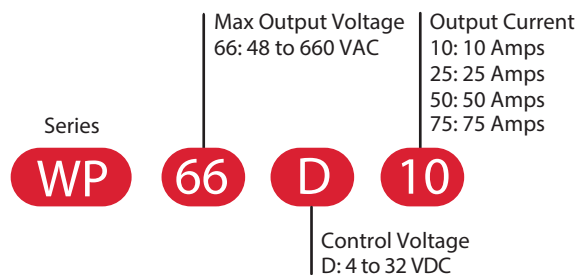 Max Output Voltage
66: 48 to 660 VAC
Output Current
10: 10 Amps
25: 25 Amps
50: 50 Amps
75: 75 Amps
Series
WP 66 D 10
Control Voltage
D: 4 to 32 VDC